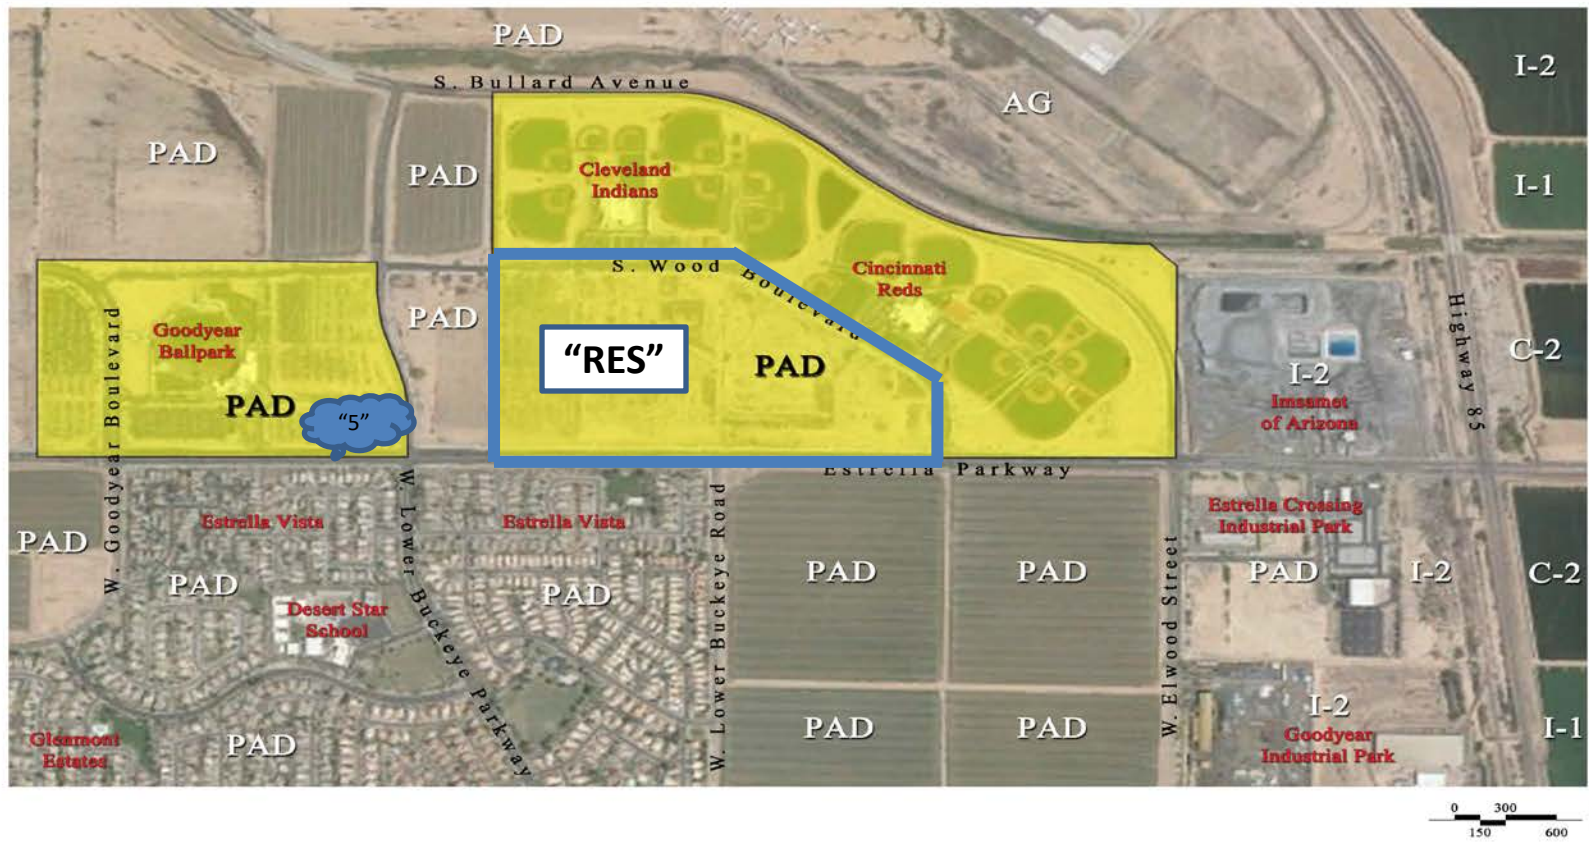 PAD
S. Bullard Avenue
I-2
AG
PAD
PAD
Cleveland
Indians
I-1
S. Wood Boulevard
Cincinnati
Reds
PAD
Goodyear
Ballpark
W. Goodyear Boulevard
PAD
“5”
“RES”
PAD
Highway 85
C-2
I-2
Imsamet
of Arizona
Estrella Parkway
Estrella Vista
Estrella Vista
Estrella Crossing
Industrial Park
PAD
PAD
PAD
PAD
PAD
PAD
I-2
C-2
Desert Star
School
W. Lower Buckeye Parkway
W. Lower Buckeye Road
W. Elwood Street
Glenmont
Estates
PAD
PAD
PAD
I-2
Goodyear
Industrial Park
I-1
0 300
150 600